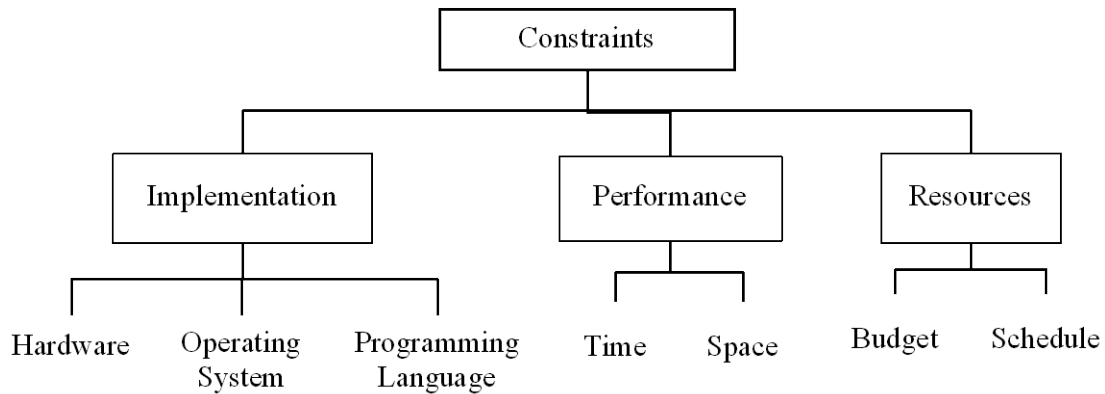 Constraints
Implementation
Performance
Resources
Hardware
Operating
System
Programming
Language
Time
Space
Budget
Schedule